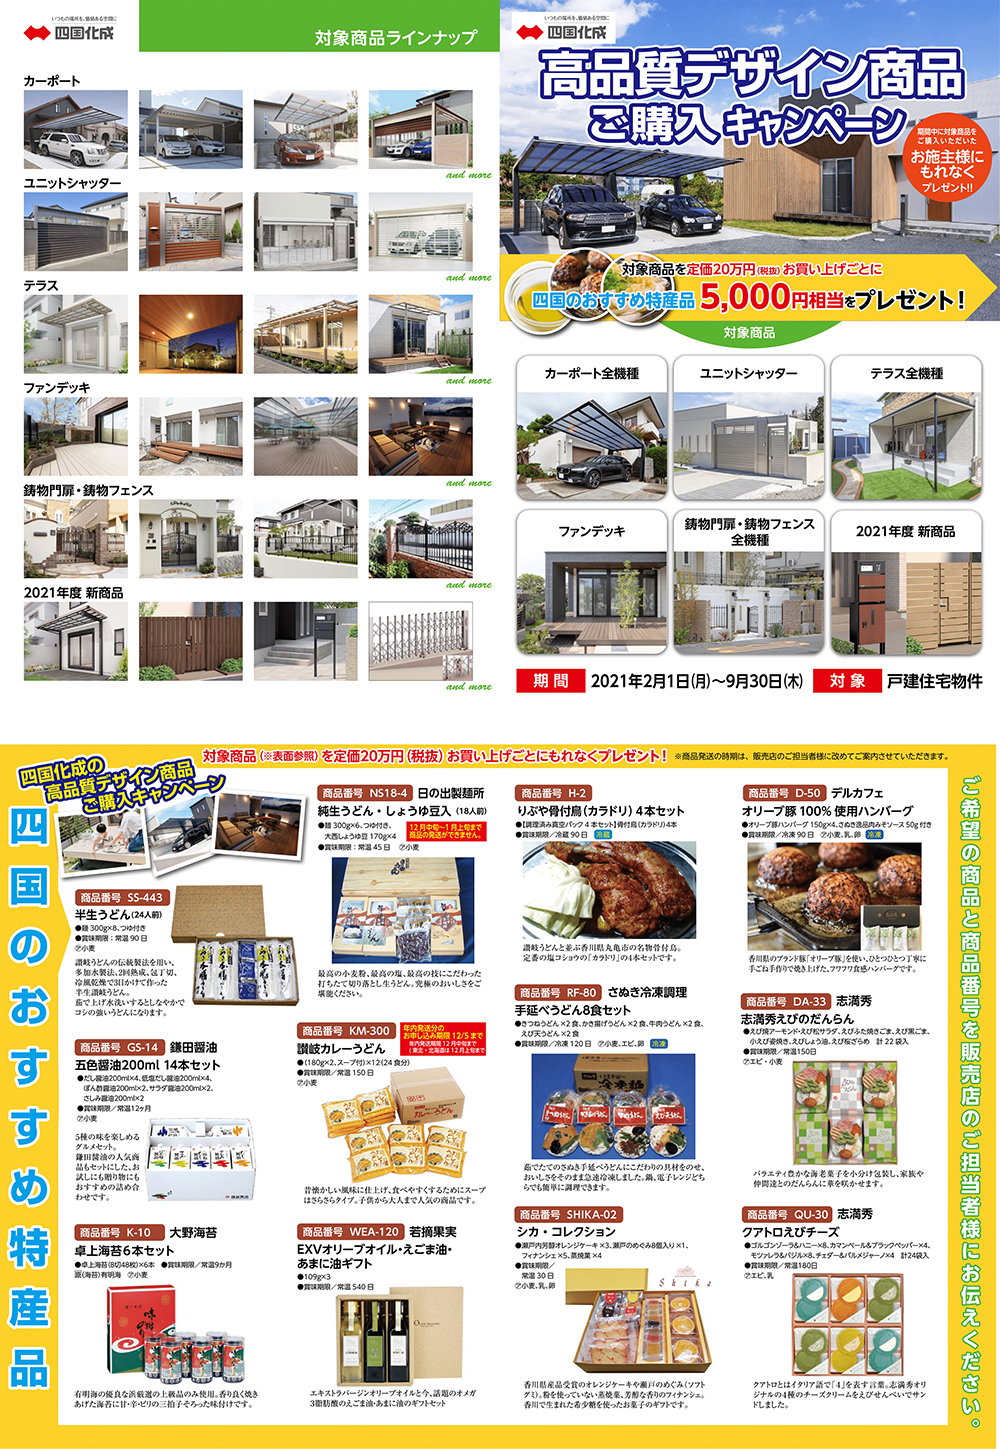 いつもの場所を、価値ある空間に
四国化成
対象商品ラインナップ
カーポート
and more
ユニットシャッター
and more
テラス
and more
ファンデッキ
and more
鋳物門扉・鋳物フェンス
and more
2021年度 新商品
and more
いつもの場所を、価値ある空間に
四国化成
高品質デザイン商品
ご購入 キャンペーン
期間中に対象商品を
ご購入いただいた
お施主様に
もれなく
プレゼント!!
対象商品を定価20万円(税抜)お買い上げごとに
四国のおすすめ特産品 5,000円相当をプレゼント!
対象商品
カーポート全機種
ユニットシャッター
テラス全機種
ファンデッキ
鋳物門扉・鋳物フェンス
全機種
2021年度 新商品
期間 2021年2月1日(月)〜9月30日(木) 対象 戸建住宅物件
対象商品(※表面参照)を定価20万円(税抜)お買い上げごとにもれなくプレゼント! ※商品発送の時期は、販売店のご担当者様に改めてご案内させていただきます。
四国化成の
高品質デザイン商品
ご購入キャンペーン
四国のおすすめ特産品
商品番号 SS-443
半生うどん(24人前)
●麺 300g×8、つゆ付き
●賞味期限：常温 90 日
㋐小麦
讃岐うどんの伝統製法を用い、
多加水製法、2回熟成、包丁切、
冷風乾燥で3日かけて作った
半生讃岐うどん。
茹で上げ水洗いするとしなやかで
コシの強いうどんになります。
商品番号 GS-14 鎌田醤油
五色醤油200ml 14本セット
●だし醤油200ml×4、低塩だし醤油200ml×4、
ぽん酢醤油200ml×2、サラダ醤油200ml×2、
さしみ醤油200ml×2
●賞味期限／常温12ヶ月
㋐小麦
5種の味を楽しめる
グルメセット。
鎌田醤油の人気商
品もセットにした、お
試しにも贈り物にも
おすすめの詰め合
わせです。
商品番号 K-10 大野海苔
卓上海苔6本セット
●卓上海苔(8切48枚)×6本 ●賞味期限／常温9か月
原(海苔)有明海 ㋐小麦
有明海の優良な浜厳選の上級品のみ使用。香り良く焼き
あげた海苔に甘・辛・ピリの三拍子そろった味付けです。
商品番号 NS18-4 日の出製麺所
純生うどん・しょうゆ豆入(18人前)
●麺 300g×6、つゆ付き、
大西しょうゆ豆 170g×4
●賞味期限：常温 45 日 ㋐小麦
12月中旬〜1月上旬まで
商品の発送ができません。
最高の小麦粉、最高の塩、最高の技にこだわった
打ちたて切り落とし生うどん。究極のおいしさをご
堪能ください。
商品番号 KM-300
讃岐カレーうどん
●(180g×2、スープ付)×12(24 食分)
●賞味期限／常温 150 日
㋐小麦
年内発送分の
お申し込み期限 12/5まで
年内発送期間 12月中旬まで
(東北・北海道は12月上旬まで)
昔懐かしい風味に仕上げ、食べやすくするためにスープ
はさらさらタイプ。子供から大人まで人気の商品です。
商品番号 WEA-120 若摘果実
EXVオリーブオイル・えごま油・
あまに油ギフト
●109g×3
●賞味期限／常温 540 日
エキストラバージンオリーブオイルと今、話題のオメガ
3脂肪酸のえごま油・あまに油のギフトセット
商品番号 H-2
りぶや骨付鳥(カラドリ) 4本セット
●【調理済み真空パック 4 本セット】骨付鳥(カラドリ)4本
●賞味期限／冷蔵 90 日 冷蔵
讃岐うどんと並ぶ香川県丸亀市の名物骨付鳥。
定番の塩コショウの「カラドリ」の4本セットです。
商品番号 RF-80 さぬき冷凍調理
手延べうどん8食セット
●きつねうどん ×2 食、かき揚げうどん ×2 食、牛肉うどん ×2 食、
えび天うどん ×2 食
●賞味期限／冷凍 120 日 ㋐小麦、エビ、卵 冷凍
茹でたてのさぬき手延べうどんにこだわりの具材をのせ、
おいしさをそのまま急速冷凍しました。鍋、電子レンジどち
らでも簡単に調理できます。
商品番号 SHIKA-02
シカ・コレクション
●瀬戸内芳醇オレンジケーキ ×3、瀬戸のめぐみ8個入り ×1、
フィナンシェ ×5、蒸焼菓 ×4
●賞味期限／
常温 30 日
㋐小麦、乳、卵
Shika
香川県産品受賞のオレンジケーキや瀬戸のめぐみ(ソフト
グミ)。粉を使っていない蒸焼菓、芳醇な香りのフィナンシェ。
香川で生まれた希少糖を使ったお菓子のギフトです。
商品番号 D-50 デルカフェ
オリーブ豚 100% 使用ハンバーグ
●オリーブ豚ハンバーグ 150g×4、さぬき逸品肉みそソース 50g 付き
●賞味期限／冷凍 90 日 ㋐小麦、乳、卵 冷凍
香川県のブランド豚「オリーブ豚」を使い、ひとつひとつ丁寧に
手ごね手作りで焼き上げた、フワフワ食感ハンバーグです。
商品番号 DA-33 志満秀
志満秀えびのだんらん
●えび焼アーモンド・えび松サラダ、えびふた焼きごま、えび黒ごま、
小えび姿焼き、えびしょうゆ、えび桜ざらめ 計 22 袋入
●賞味期限／常温150日
㋐エビ・小麦
バラエティ豊かな海老菓子を小分け包装し、家族や
仲間達とのだんらんに華を咲かせます。
商品番号 QU-30 志満秀
クアトロえびチーズ
●ゴルゴンゾーラ&ハニー×8、カマンベール&ブラックペッパー×4、
モッツァレラ&バジル×8、チェダー&パルメジャーノ×4 計24袋入
●賞味期限／常温180日
㋐エビ、乳
クアトロとはイタリア語で「4」を表す言葉。志満秀オリ
ジナルの4種のチーズクリームをえびせんべいでサン
ドしました。
ご希望の商品と商品番号を販売店のご担当者様にお伝えください。